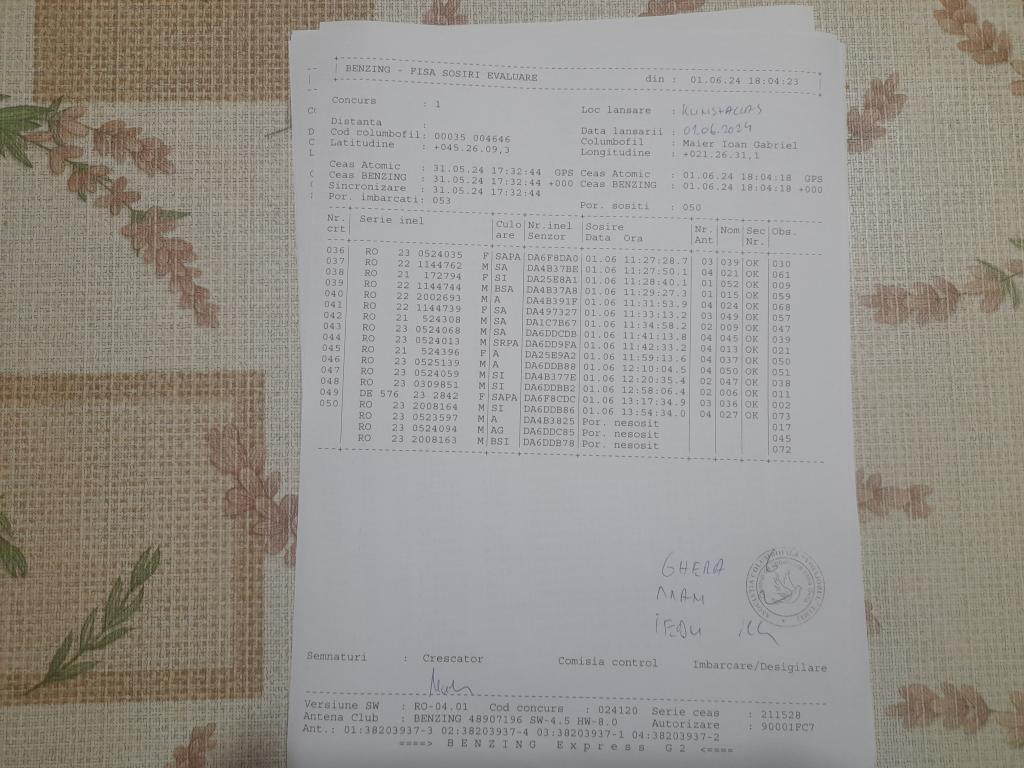 BENZING - FISA SOSIRI EVALUARE din : 01.06.24 18:04:23
Concurs : 1 Loc lansare :
Distanta : Data lansarii : 01.06.2024
Cod columbofil: 00035 004646 Columbofil : Maier Ioan Gabriel
Latitudine : +045.26.09,3 Longitudine : +021.26.31,1
Ceas Atomic : 31.05.24 17:32:44 GPS Ceas Atomic : 01.06.24 18:04:18 GPS
Ceas BENZING : 31.05.24 17:32:44 +000 Ceas BENZING : 01.06.24 18:04:18 +000
Sincronizare : 31.05.24 17:32:44
Por. imbarcati: 053 Por. sositi : 050
Nr. Serie inel Culo Nr.inel Sosire Nr. Nom Sec Obs.
crt are Senzor Data Ora Ant Nr.
036 RO 23 0524035 F SAPA DA6F8DA0 01.06 11:27:28.7 03 039 OK 030
037 RO 22 1144762 M SA DA4B37BE 01.06 11:27:50.1 04 021 OK 061
038 RO 21 172794 F SI DA25E8A1 01.06 11:28:40.1 01 052 OK 009
039 RO 22 1144744 M BSA DA4B37A8 01.06 11:29:27.3 01 015 OK 059
040 RO 22 2002693 M A DA4B391F 01.06 11:31:53.9 04 024 OK 068
041 RO 22 1144739 F SA DA497327 01.06 11:33:13.2 03 049 OK 057
042 RO 21 524308 M SA DA1C7B67 01.06 11:34:58.2 02 009 OK 047
043 RO 23 0524068 M SA DA6DDCDB 01.06 11:41:13.8 04 045 OK 039
044 RO 23 0524013 M SRPA DA6DD9FA 01.06 11:42:33.2 04 013 OK 021
045 RO 21 524396 F A DA25E9A2 01.06 11:59:13.6 04 037 OK 050
046 RO 23 0525139 M A DA6DDB88 01.06 12:10:04.5 04 050 OK 051
047 RO 23 0524059 M SI DA4B377E 01.06 12:20:35.4 02 047 OK 038
048 RO 23 0309851 M SI DA6DDBB2 01.06 12:58:06.4 02 006 OK 011
049 DE 576 23 2842 F SAPA DA6F8CDC 01.06 13:17:34.9 03 036 OK 002
050 RO 23 2008164 M SI DA6DDB86 01.06 13:54:34.0 04 027 OK 073
RO 23 0523597 M A DA4B3825 Por. nesosit 017
RO 23 0524094 M AG DA6DDC85 Por. nesosit 045
RO 23 2008163 M BSI DA6DDB78 Por. nesosit 072
GHERA
Semnaturi : Crescator Comisia control Imbarcare/Desigilare
Versiune SW : RO-04.01 Cod concurs : 024120 Serie ceas : 211528
Antena Club : BENZING 48907196 SW-4.5 HW-8.0 Autorizare : 90001FC7
Ant.: 01:38203937-3 02:38203937-4 03:38203937-1 04:38203937-2
====> B E N Z I N G E x p r e s s G 2 <====